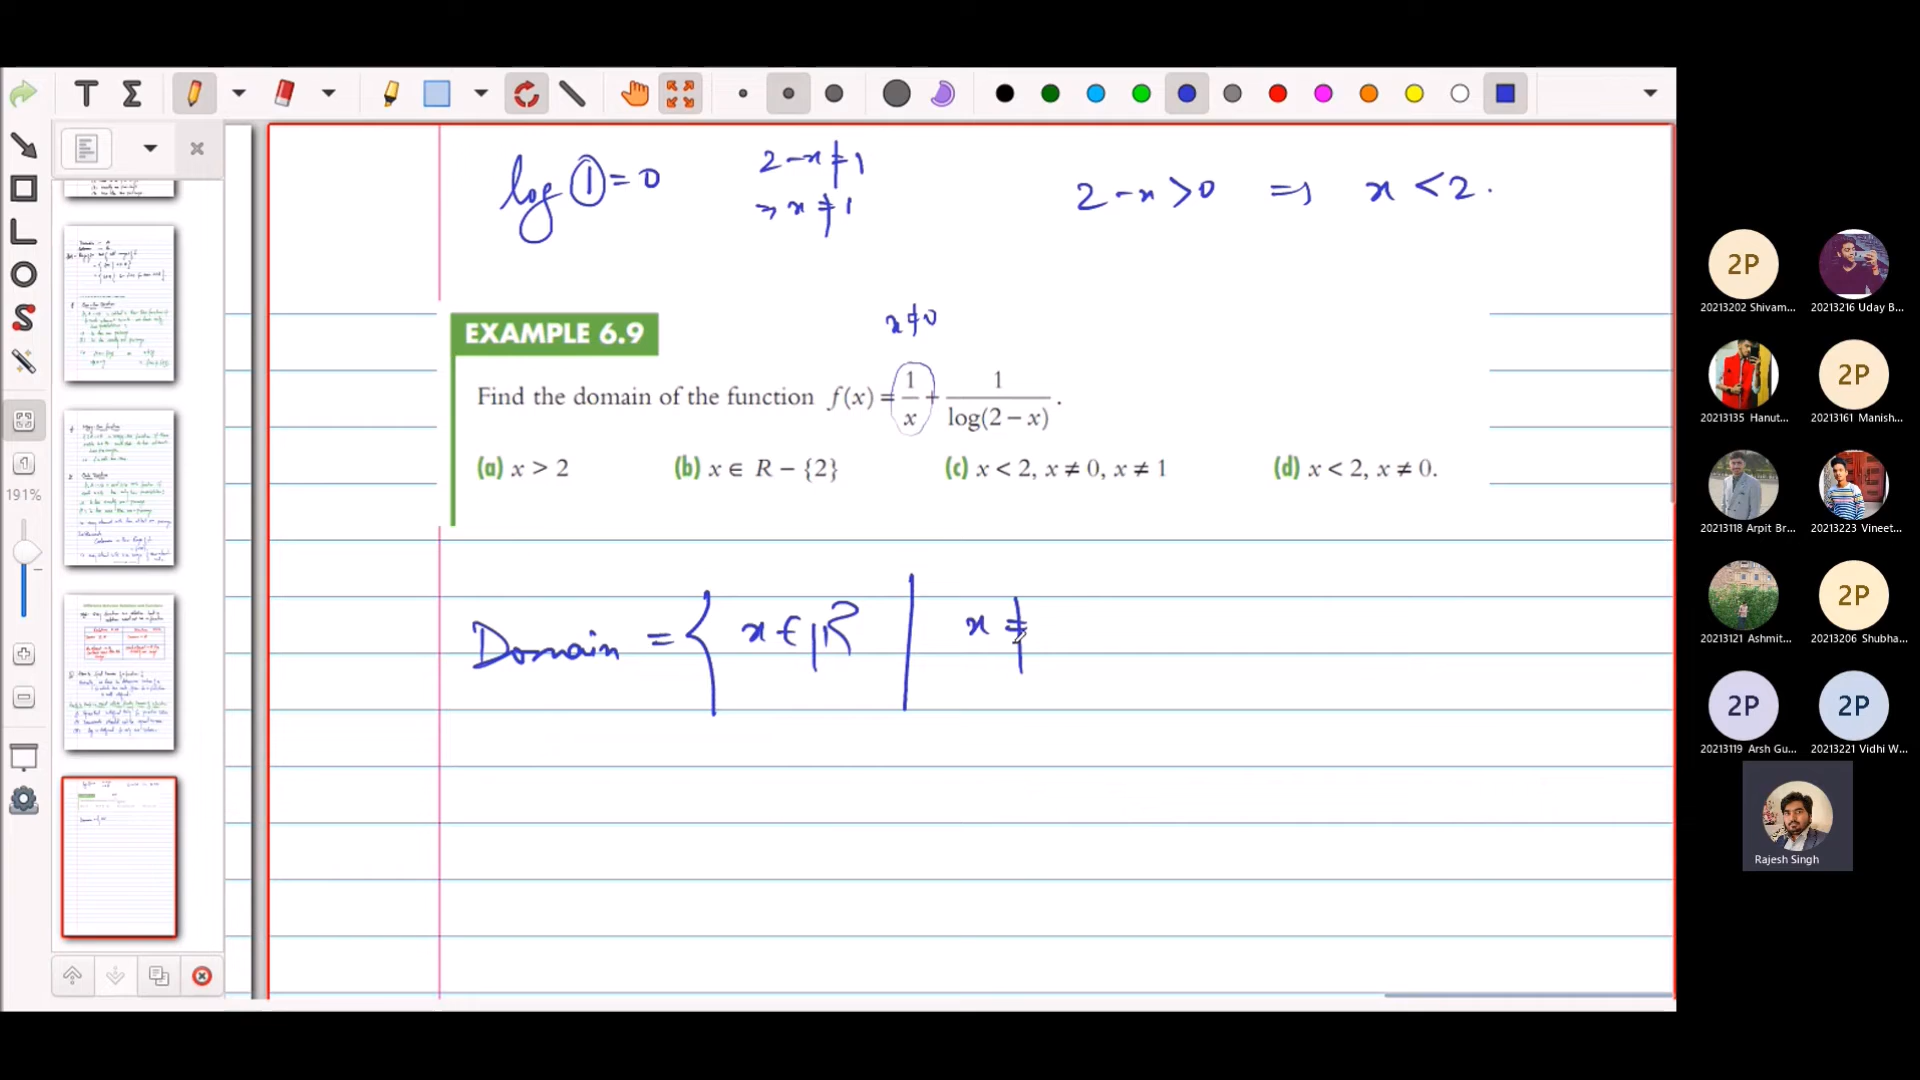 log 1 = 0
2-x≠1
⇒ x≠1
2-x>0 ⇒ x<2.
x≠0
EXAMPLE 6.9
Find the domain of the function f(x) = 1/x + 1/log(2 − x).
(a) x > 2 (b) x ∈ R − {2} (c) x < 2, x ≠ 0, x ≠ 1 (d) x < 2, x ≠ 0.
Domain = { x ∈ ℝ | x ≠
191%
2P
20213202 Shivam...
20213216 Uday B...
20213135 Hanut...
2P
20213161 Manish...
20213118 Arpit Br...
20213223 Vineet...
20213121 Ashmit...
2P
20213206 Shubha...
2P
20213119 Arsh Gu...
2P
20213221 Vidhi W...
Rajesh Singh